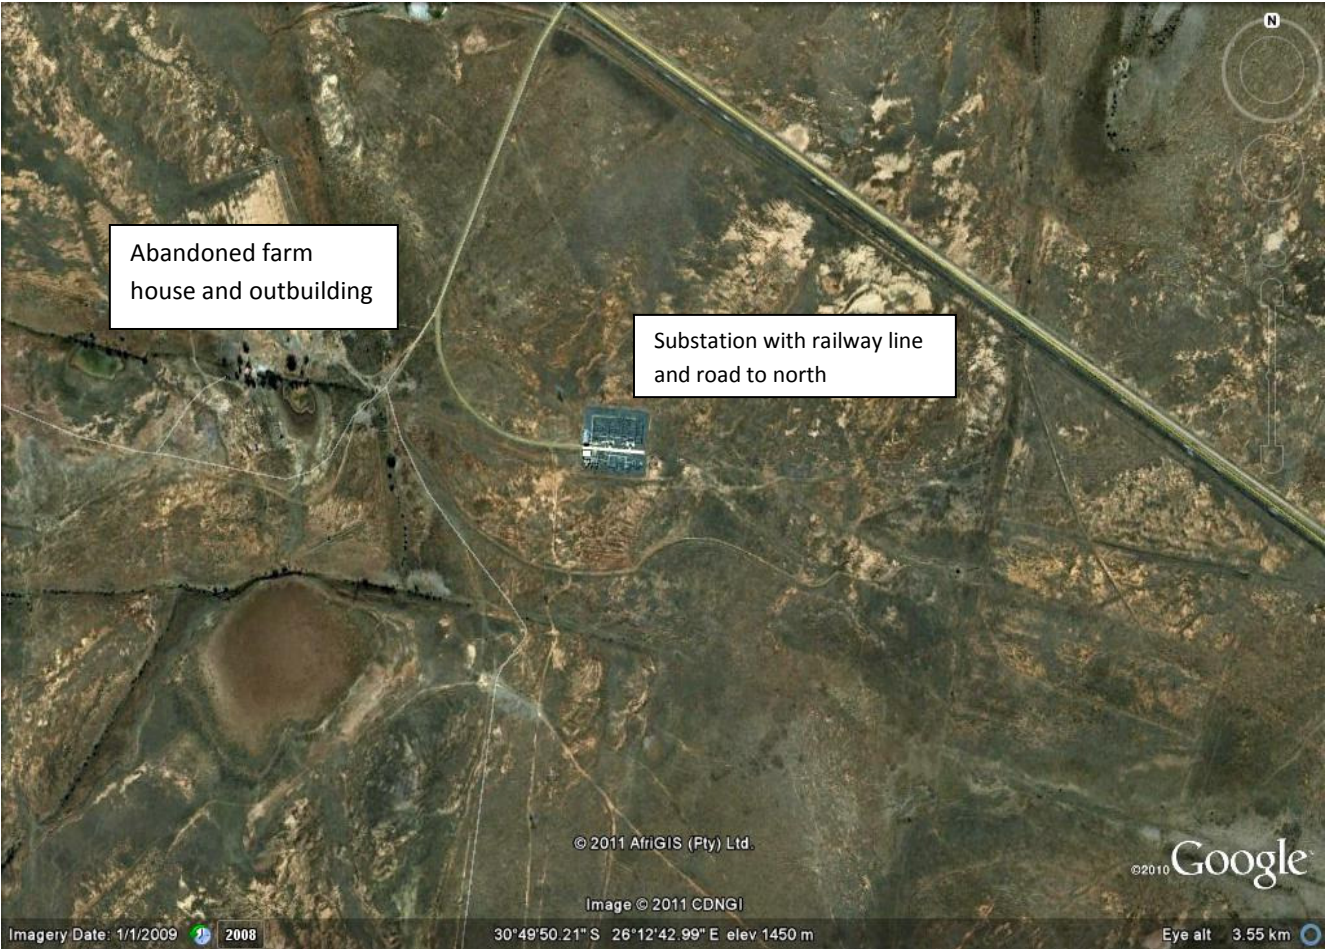 N
Abandoned farm
house and outbuilding
Substation with railway line
and road to north
© 2011 AfriGIS (Pty) Ltd.
©2010 Google
Image © 2011 CDNGI
Imagery Date: 1/1/2009 2008 30°49'50.21" S 26°12'42.99" E elev 1450 m Eye alt 3.55 km